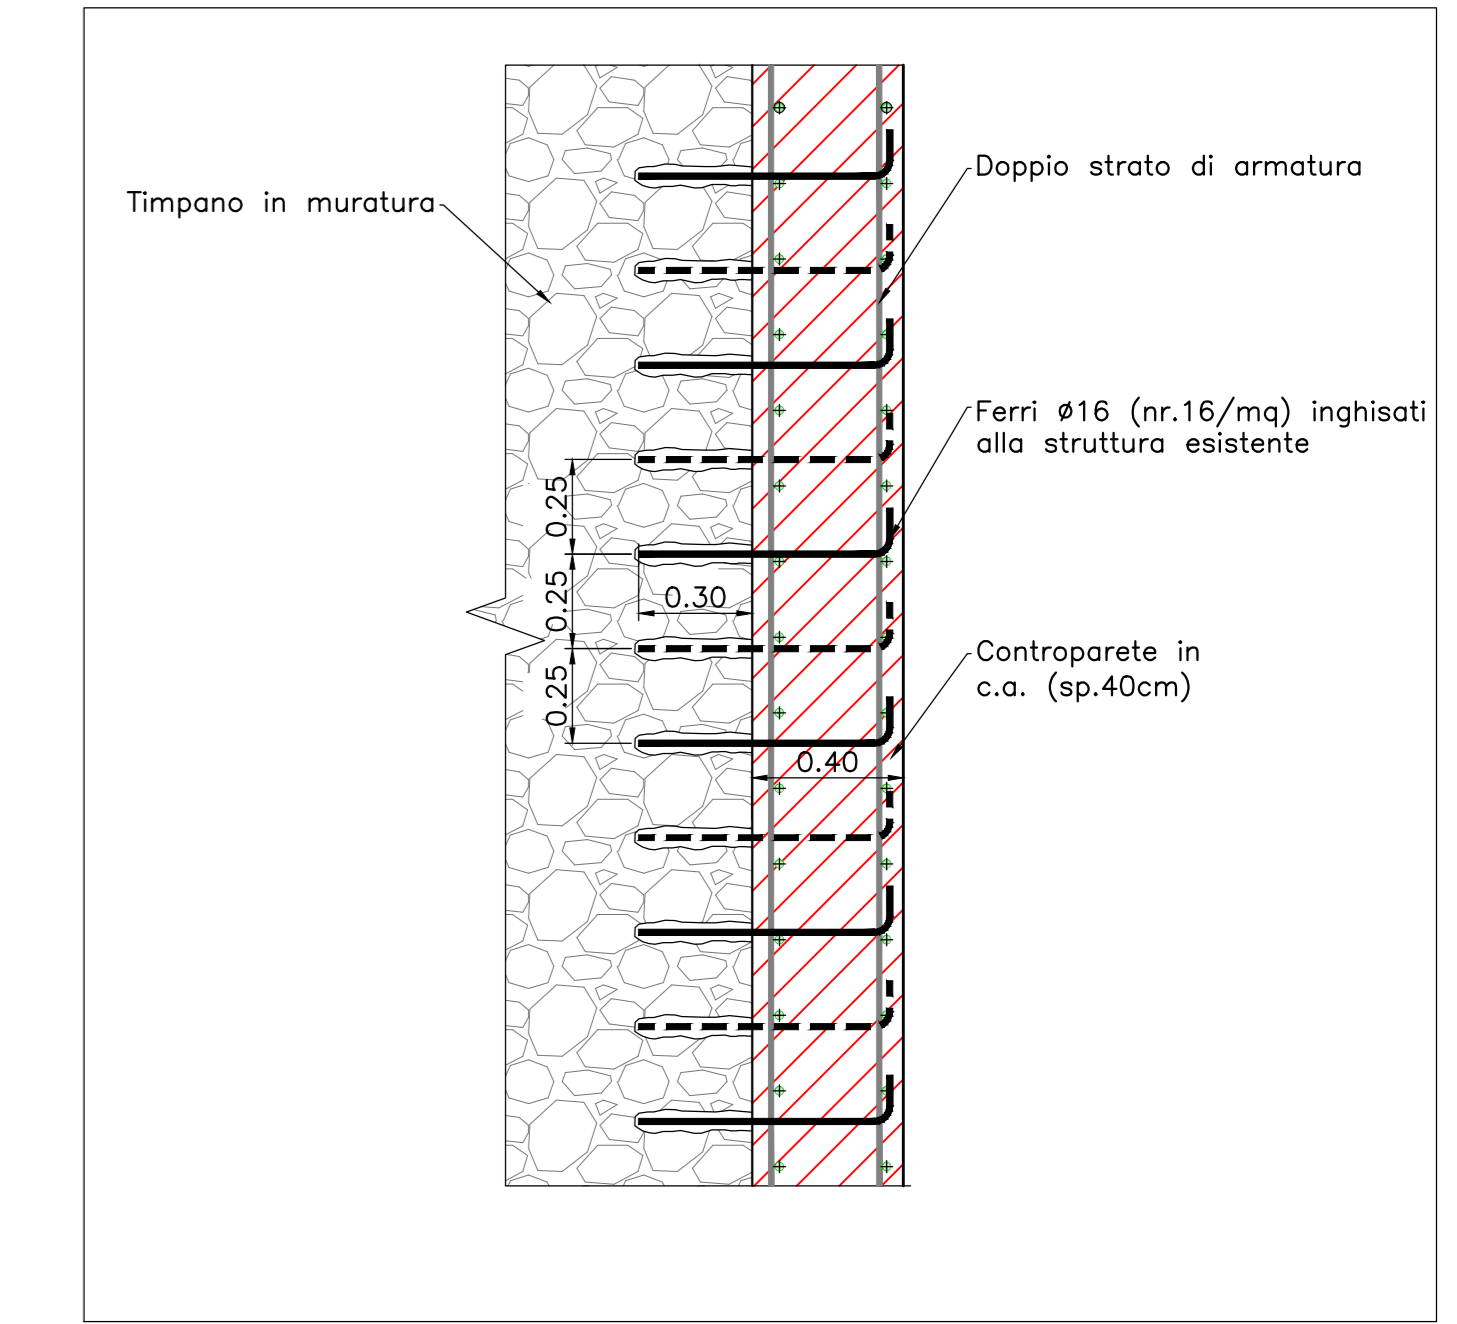 Doppio strato di armatura
Timpano in muratura
Ferri ø16 (nr.16/mq) inghisati
alla struttura esistente
0.25
0.25
0.30
0.25
Controparete in
c.a. (sp.40cm)
0.40